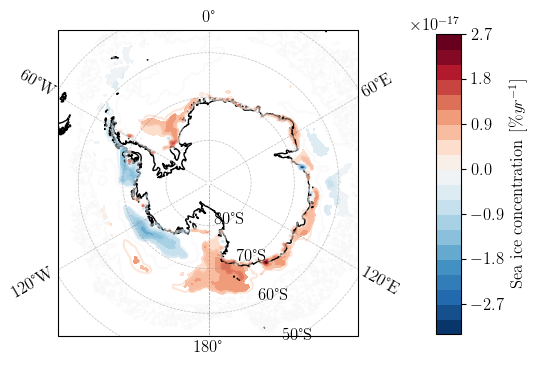 0°
×10⁻¹⁷
60°W
60°E
80°S
70°S
60°S
50°S
120°W
120°E
180°
2.7
1.8
0.9
0.0
−0.9
−1.8
−2.7
Sea ice concentration [%yr⁻¹]